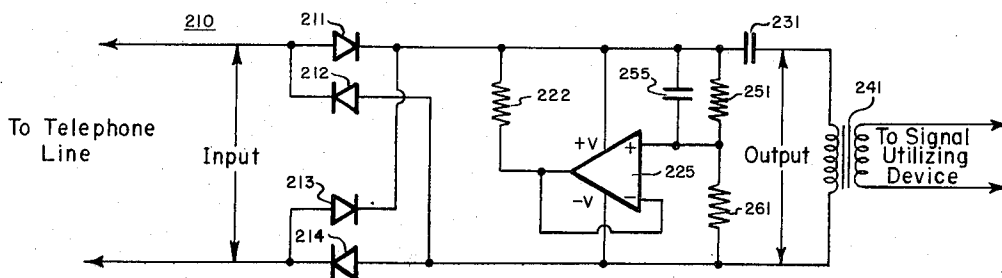 210
211
231
212
255
251
241
222
To Telephone
Line
Input
+V
+
225
−
−V
Output
To Signal
Utilizing
Device
213
261
214